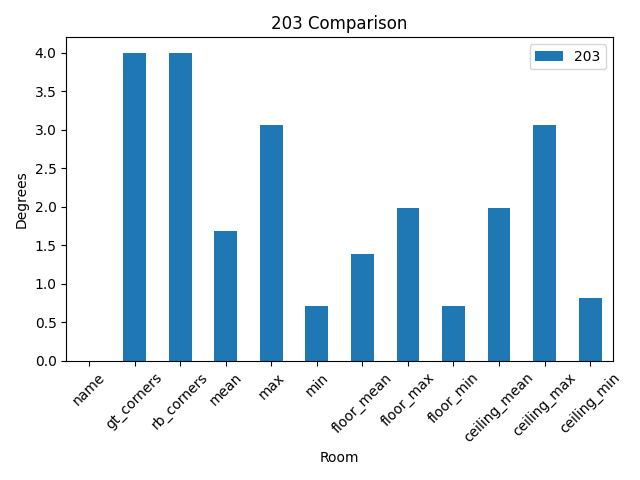 203 Comparison
203
Degrees
4.0
3.5
3.0
2.5
2.0
1.5
1.0
0.5
0.0
name
gt_corners
rb_corners
mean
max
min
floor_mean
floor_max
floor_min
ceiling_mean
ceiling_max
ceiling_min
Room